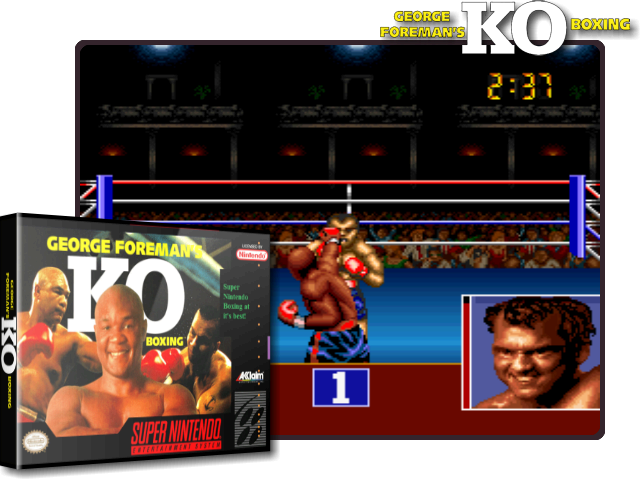 GEORGE
FOREMAN'S
KO
BOXING
2:37
GEORGE FOREMAN'S
KO
BOXING
LICENSED BY
Nintendo
Super
Nintendo
Boxing at
it's best!
AKlaim
SUPER NINTENDO
ENTERTAINMENT SYSTEM
GEORGE
FOREMAN'S
KO
BOXING
1